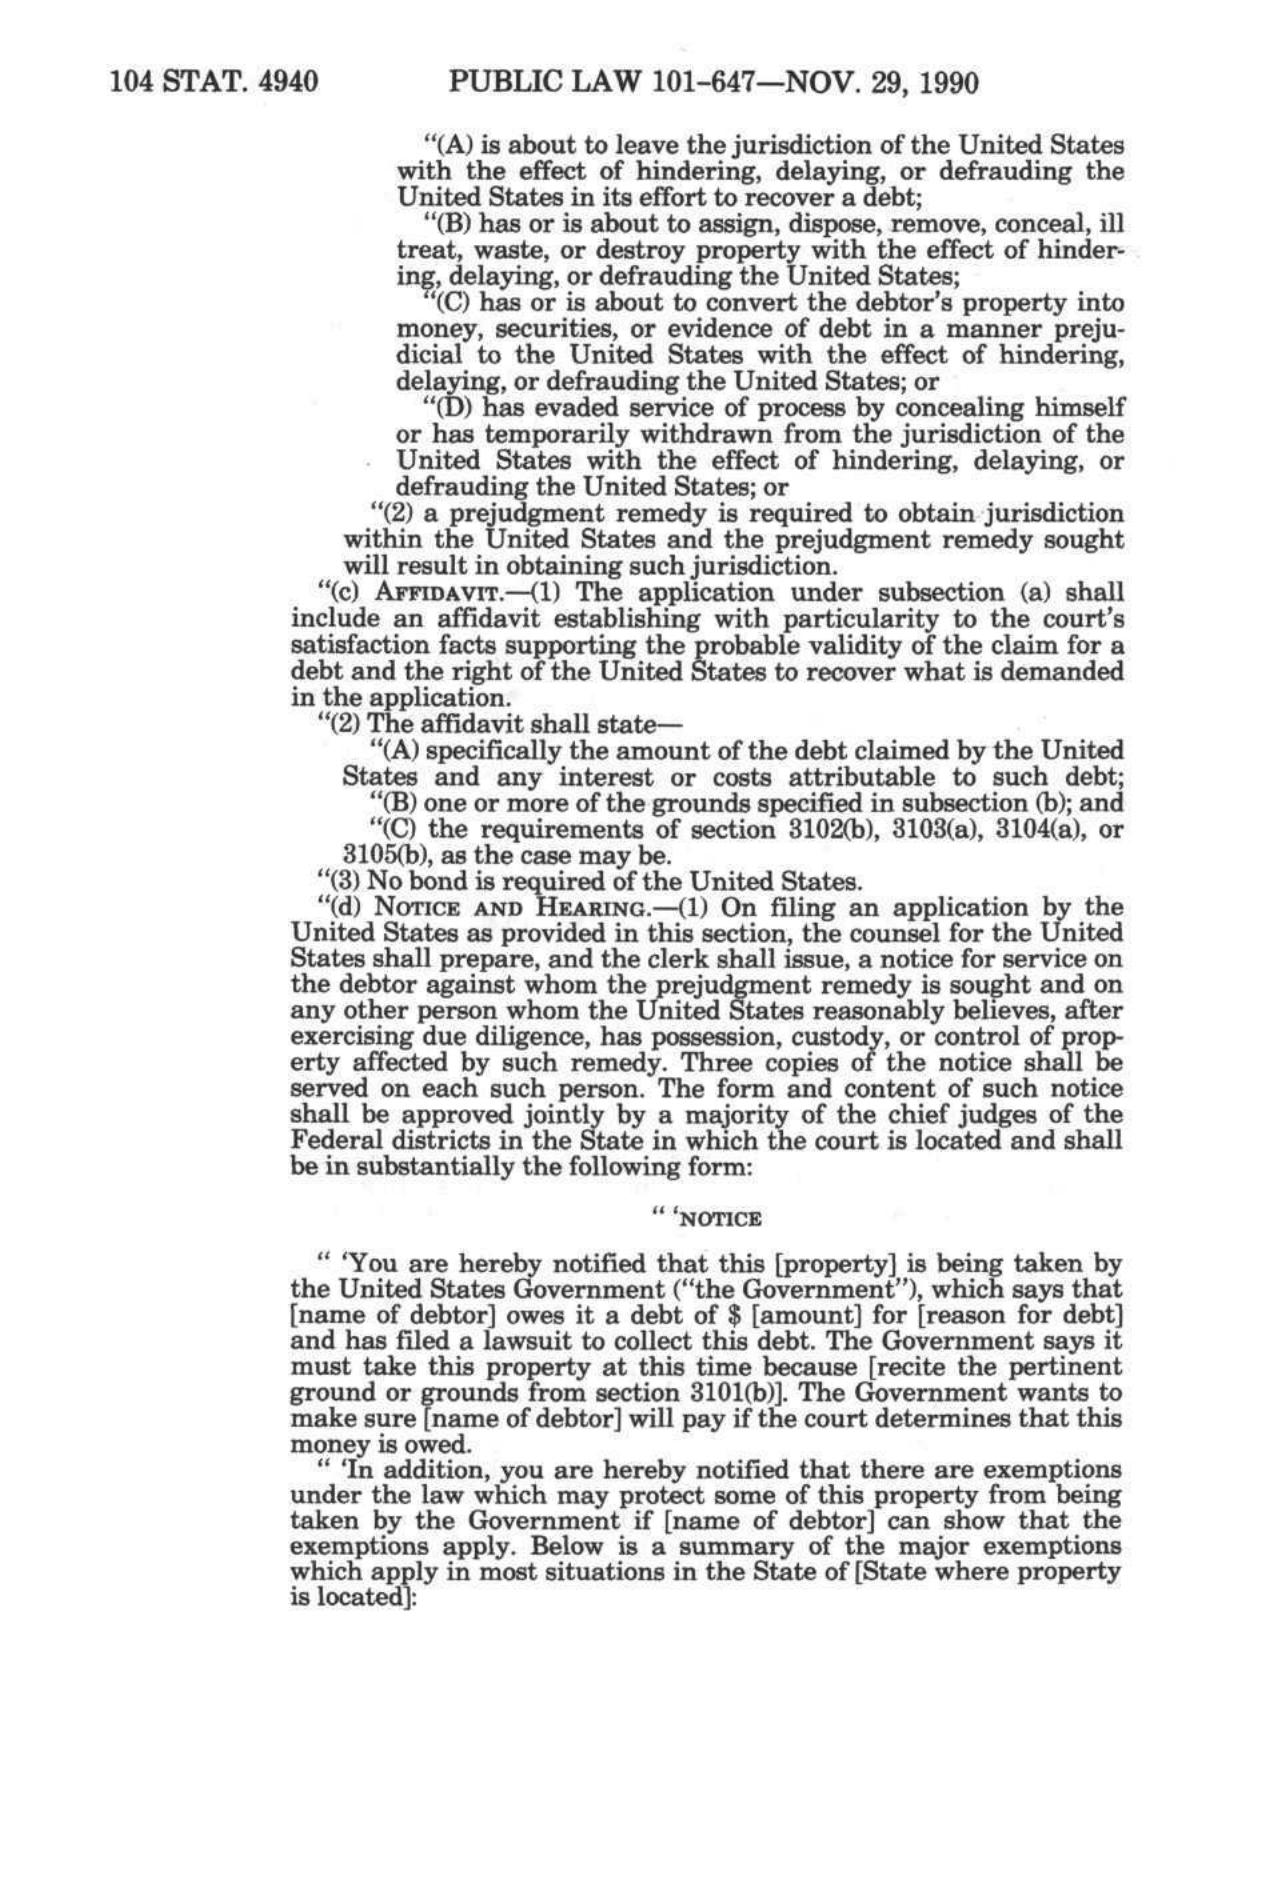 104 STAT. 4940 PUBLIC LAW 101–647—NOV. 29, 1990
“(A) is about to leave the jurisdiction of the United States
with the effect of hindering, delaying, or defrauding the
United States in its effort to recover a debt;
“(B) has or is about to assign, dispose, remove, conceal, ill
treat, waste, or destroy property with the effect of hinder-
ing, delaying, or defrauding the United States;
“(C) has or is about to convert the debtor’s property into
money, securities, or evidence of debt in a manner preju-
dicial to the United States with the effect of hindering,
delaying, or defrauding the United States; or
“(D) has evaded service of process by concealing himself
or has temporarily withdrawn from the jurisdiction of the
United States with the effect of hindering, delaying, or
defrauding the United States; or
“(2) a prejudgment remedy is required to obtain jurisdiction
within the United States and the prejudgment remedy sought
will result in obtaining such jurisdiction.
“(c) AFFIDAVIT.—(1) The application under subsection (a) shall
include an affidavit establishing with particularity to the court’s
satisfaction facts supporting the probable validity of the claim for a
debt and the right of the United States to recover what is demanded
in the application.
“(2) The affidavit shall state—
“(A) specifically the amount of the debt claimed by the United
States and any interest or costs attributable to such debt;
“(B) one or more of the grounds specified in subsection (b); and
“(C) the requirements of section 3102(b), 3103(a), 3104(a), or
3105(b), as the case may be.
“(3) No bond is required of the United States.
“(d) NOTICE AND HEARING.—(1) On filing an application by the
United States as provided in this section, the counsel for the United
States shall prepare, and the clerk shall issue, a notice for service on
the debtor against whom the prejudgment remedy is sought and on
any other person whom the United States reasonably believes, after
exercising due diligence, has possession, custody, or control of prop-
erty affected by such remedy. Three copies of the notice shall be
served on each such person. The form and content of such notice
shall be approved jointly by a majority of the chief judges of the
Federal districts in the State in which the court is located and shall
be in substantially the following form:
“ ‘NOTICE
“ ‘You are hereby notified that this [property] is being taken by
the United States Government (“the Government”), which says that
[name of debtor] owes it a debt of $ [amount] for [reason for debt]
and has filed a lawsuit to collect this debt. The Government says it
must take this property at this time because [recite the pertinent
ground or grounds from section 3101(b)]. The Government wants to
make sure [name of debtor] will pay if the court determines that this
money is owed.
“ ‘In addition, you are hereby notified that there are exemptions
under the law which may protect some of this property from being
taken by the Government if [name of debtor] can show that the
exemptions apply. Below is a summary of the major exemptions
which apply in most situations in the State of [State where property
is located]: